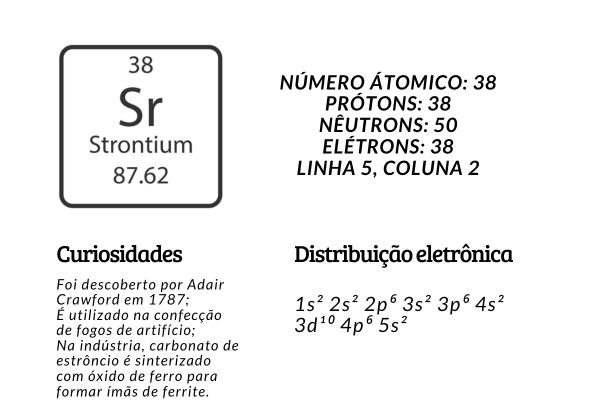 38
Sr
Strontium
87.62
NÚMERO ÁTOMICO: 38
PRÓTONS: 38
NÊUTRONS: 50
ELÉTRONS: 38
LINHA 5, COLUNA 2
Curiosidades
Foi descoberto por Adair
Crawford em 1787;
É utilizado na confecção
de fogos de artifício;
Na indústria, carbonato de
estrôncio é sinterizado
com óxido de ferro para
formar ímãs de ferrite.
Distribuição eletrônica
1s² 2s² 2p⁶ 3s² 3p⁶ 4s²
3d¹⁰ 4p⁶ 5s²